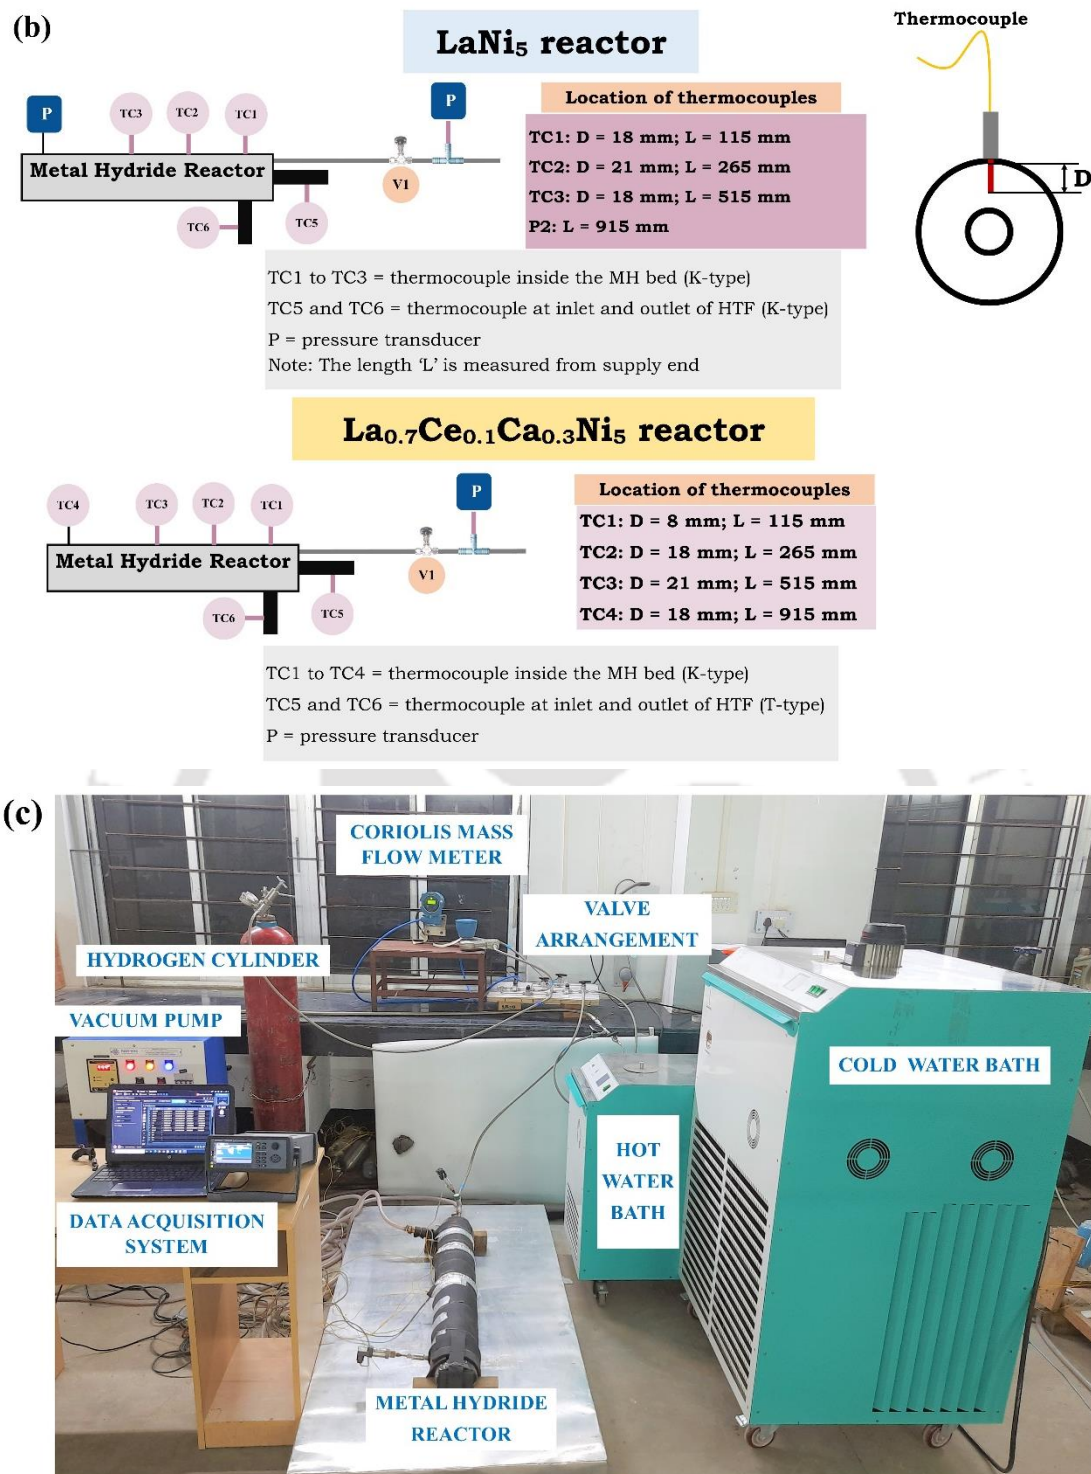 (b)
LaNi5 reactor
Thermocouple
P
TC3
TC2
TC1
P
Metal Hydride Reactor
V1
TC6
TC5
Location of thermocouples
TC1: D = 18 mm; L = 115 mm
TC2: D = 21 mm; L = 265 mm
TC3: D = 18 mm; L = 515 mm
P2: L = 915 mm
D
TC1 to TC3 = thermocouple inside the MH bed (K-type)
TC5 and TC6 = thermocouple at inlet and outlet of HTF (K-type)
P = pressure transducer
Note: The length ‘L’ is measured from supply end
La0.7Ce0.1Ca0.3Ni5 reactor
TC4
TC3
TC2
TC1
P
Metal Hydride Reactor
V1
TC6
TC5
Location of thermocouples
TC1: D = 8 mm; L = 115 mm
TC2: D = 18 mm; L = 265 mm
TC3: D = 21 mm; L = 515 mm
TC4: D = 18 mm; L = 915 mm
TC1 to TC4 = thermocouple inside the MH bed (K-type)
TC5 and TC6 = thermocouple at inlet and outlet of HTF (T-type)
P = pressure transducer
(c)
CORIOLIS MASS
FLOW METER
VALVE
ARRANGEMENT
HYDROGEN CYLINDER
VACUUM PUMP
COLD WATER BATH
HOT
WATER
BATH
DATA ACQUISITION
SYSTEM
METAL HYDRIDE
REACTOR